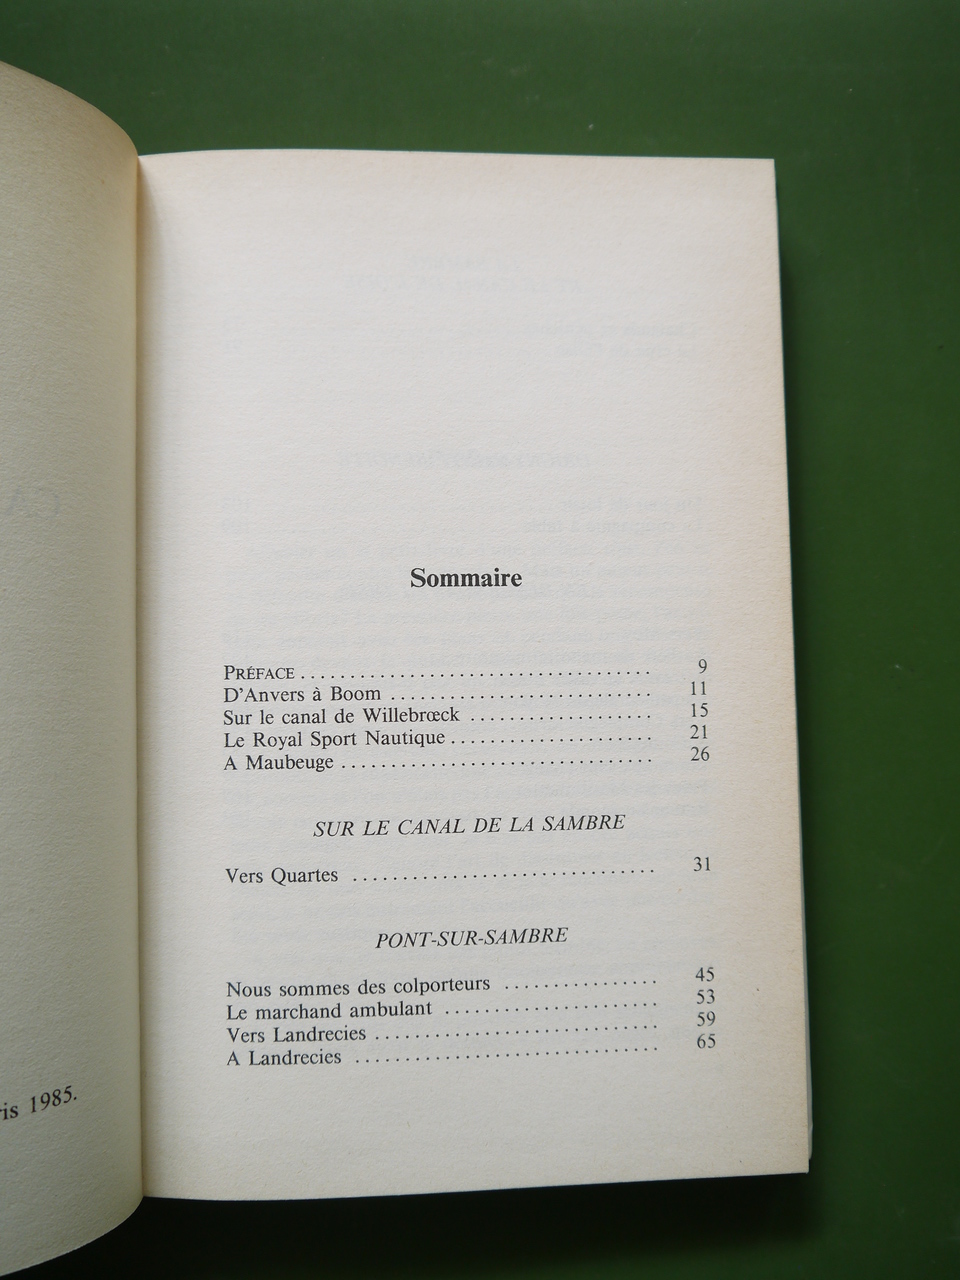 Sommaire
PRÉFACE .................................... 9
D'Anvers à Boom ........................... 11
Sur le canal de Willebrœck ................... 15
Le Royal Sport Nautique ..................... 21
A Maubeuge ................................ 26
SUR LE CANAL DE LA SAMBRE
Vers Quartes ............................... 31
PONT-SUR-SAMBRE
Nous sommes des colporteurs ................ 45
Le marchand ambulant ...................... 53
Vers Landrecies ............................. 59
A Landrecies ............................... 65
1985.